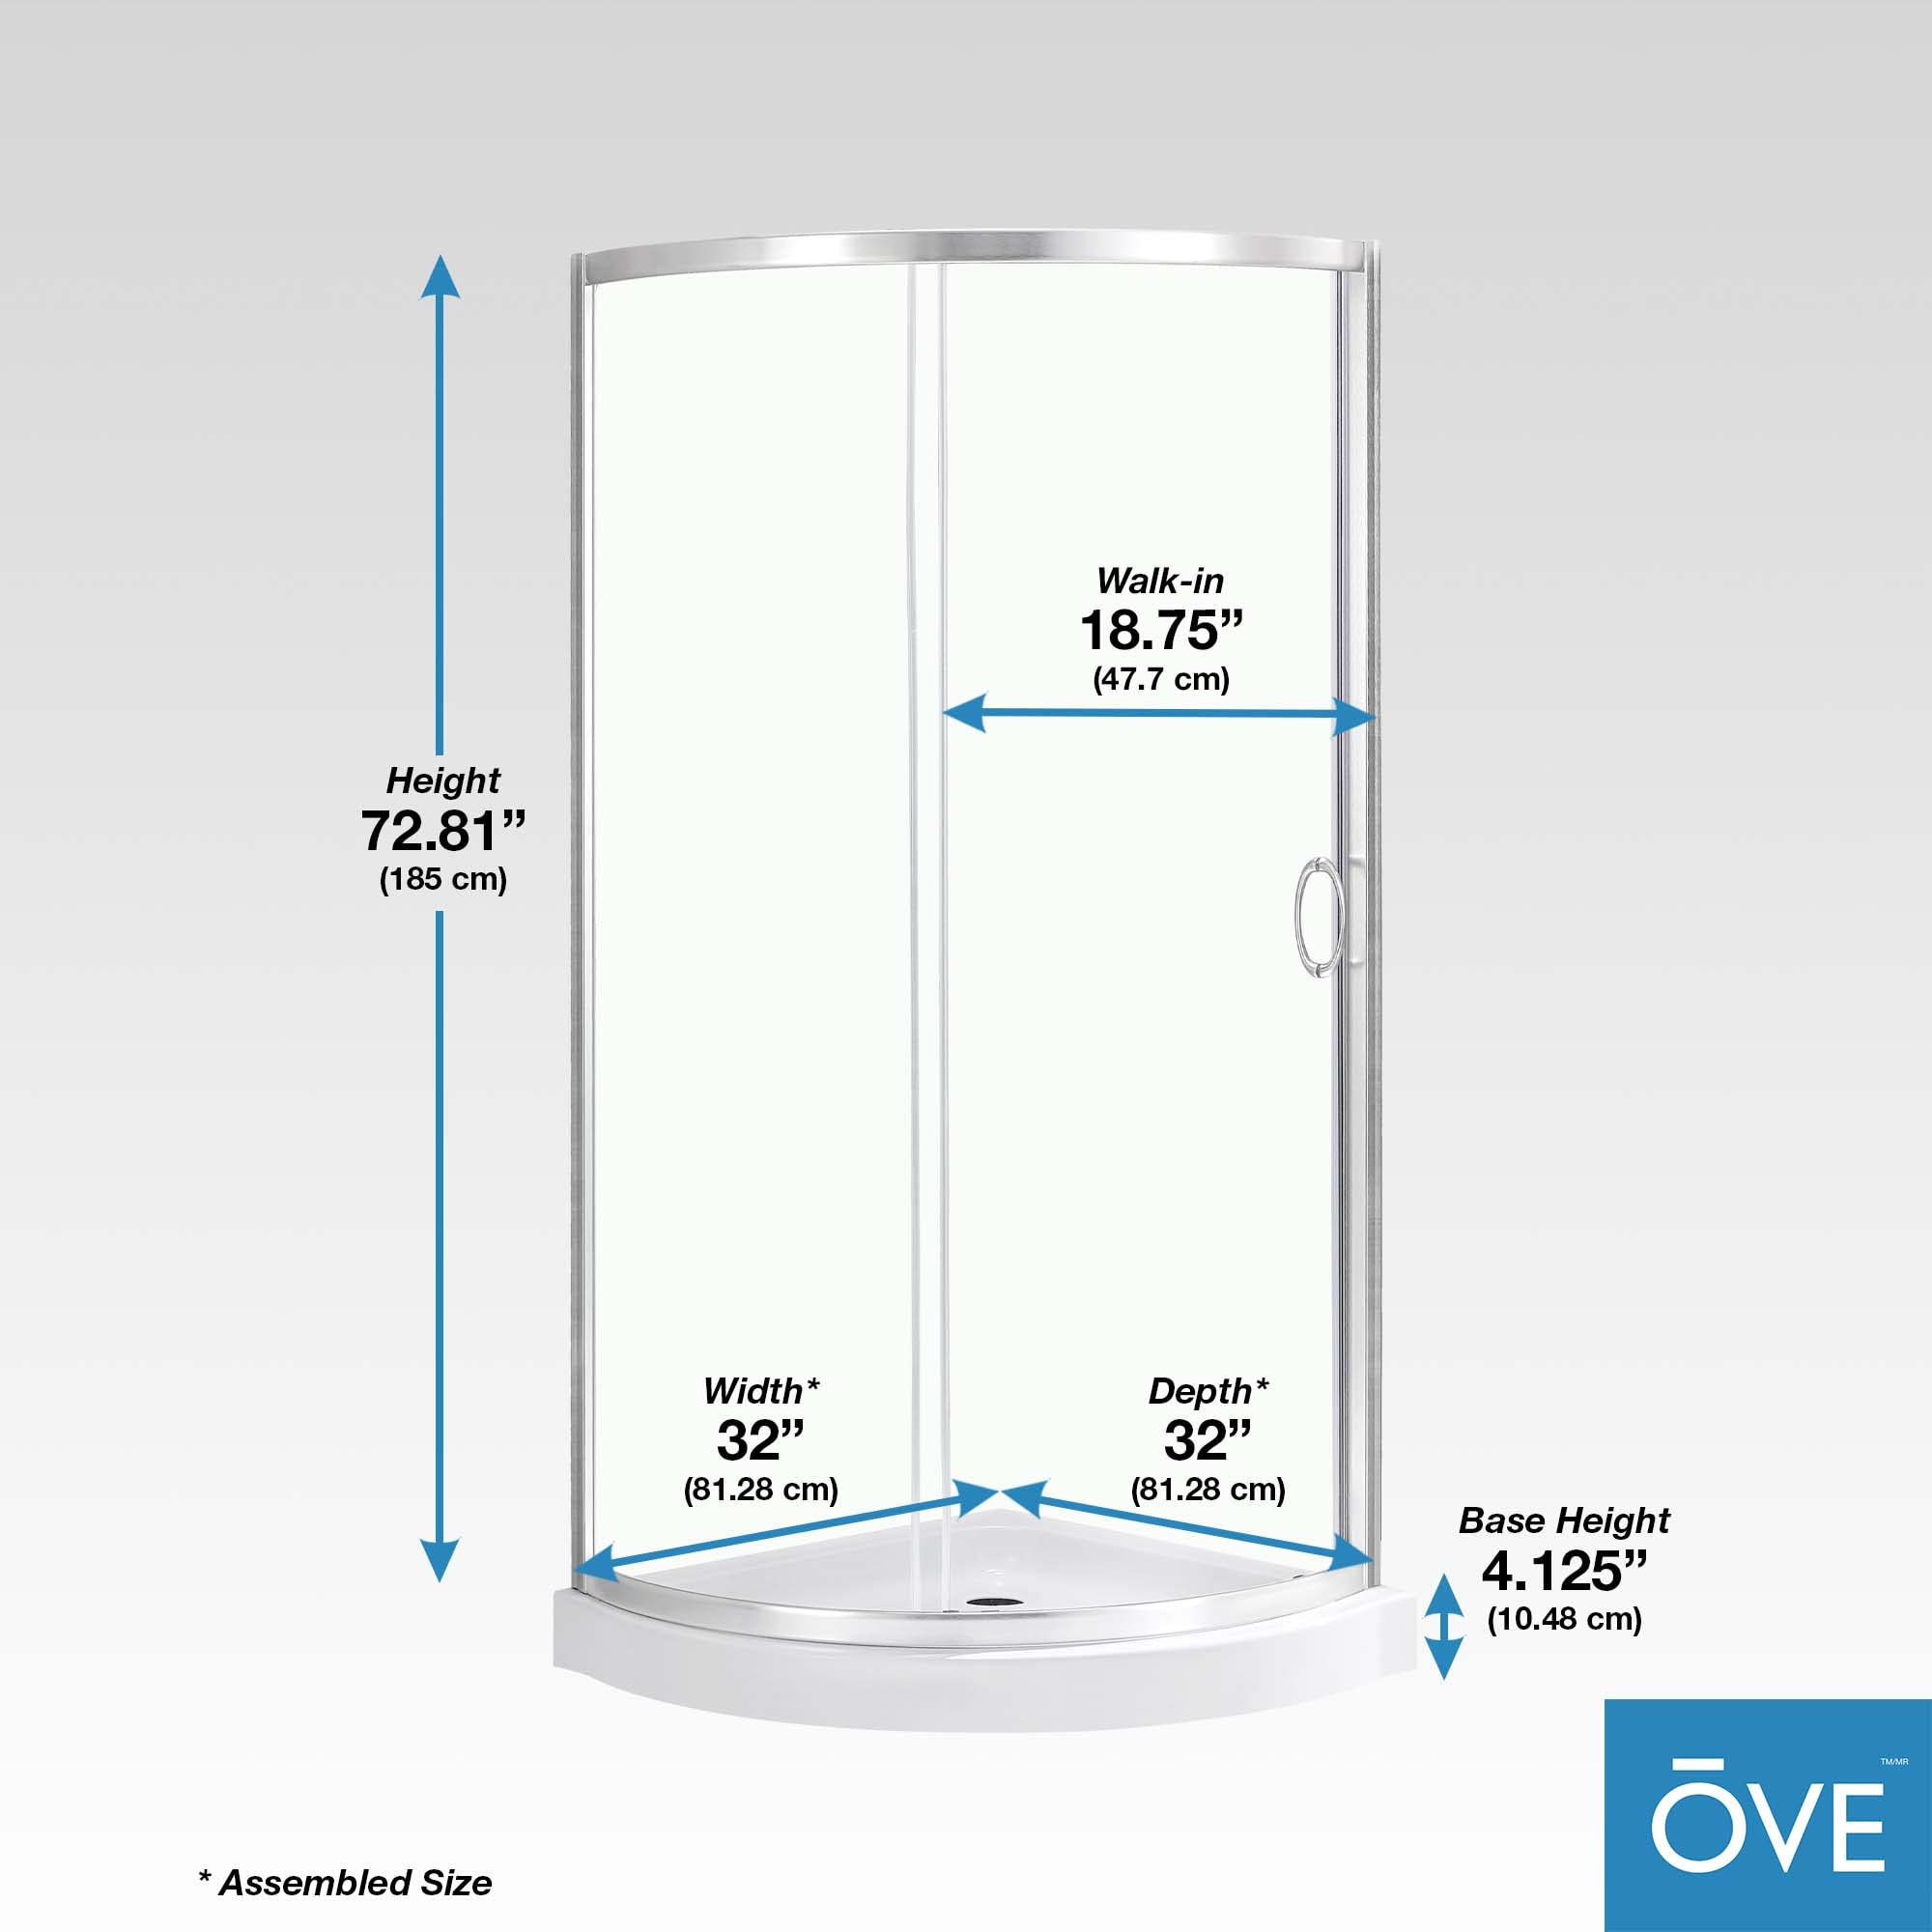 Walk-in
18.75”
(47.7 cm)
Height
72.81”
(185 cm)
Width*
32”
(81.28 cm)
Depth*
32”
(81.28 cm)
Base Height
4.125”
(10.48 cm)
TM/MR
ŌVE
* Assembled Size